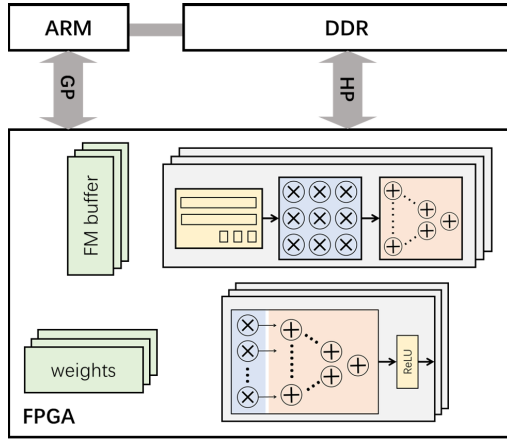 ARM
DDR
GP
HP
FM buffer
weights
ReLU
FPGA